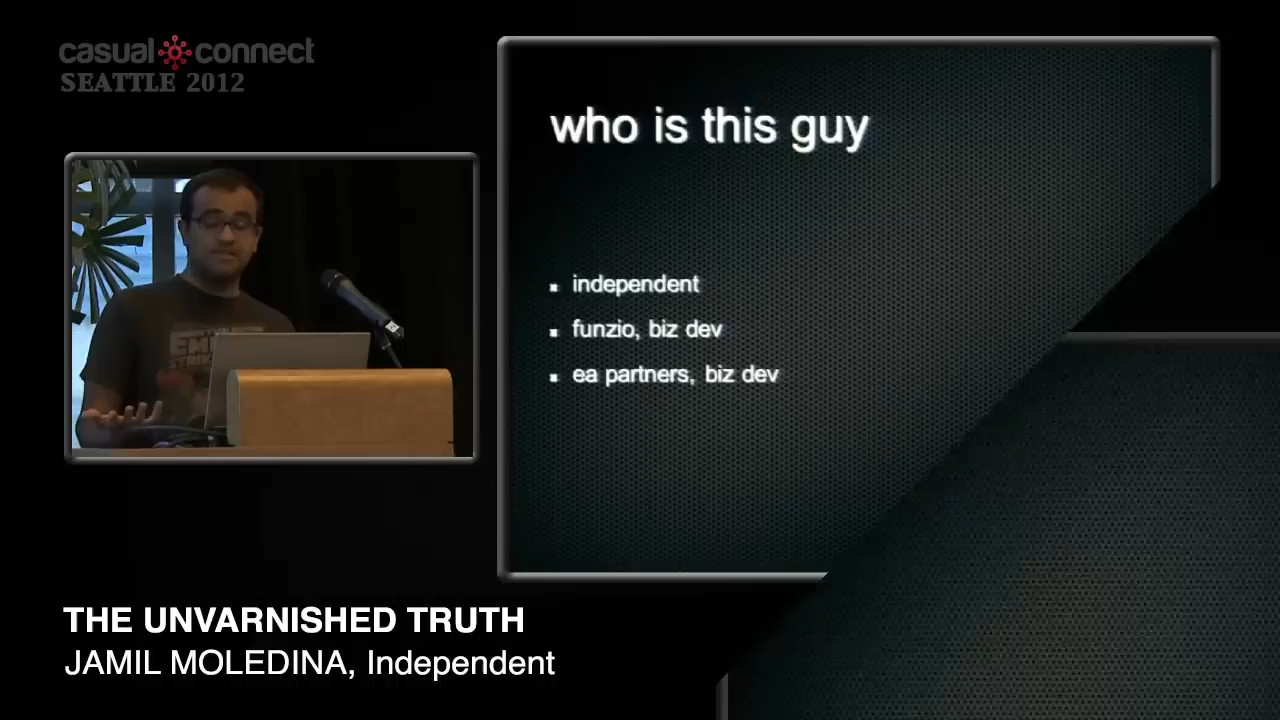 casual connect
SEATTLE 2012
who is this guy
independent
funzio, biz dev
ea partners, biz dev
THE UNVARNISHED TRUTH
JAMIL MOLEDINA, Independent